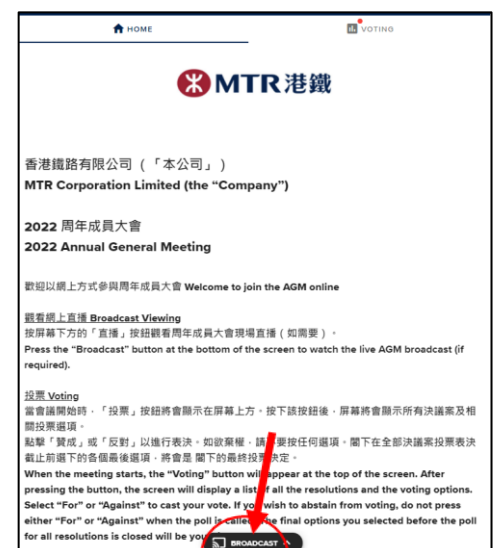 HOME
VOTING
MTR 港鐵
香港鐵路有限公司 (「本公司」)
MTR Corporation Limited (the “Company”)
2022 周年成員大會
2022 Annual General Meeting
歡迎以網上方式參與周年成員大會 Welcome to join the AGM online
觀看網上直播 Broadcast Viewing
按屏幕下方的「直播」按鈕觀看周年成員大會現場直播（如需要）。
Press the “Broadcast” button at the bottom of the screen to watch the live AGM broadcast (if
required).
投票 Voting
當會議開始時，「投票」按鈕將會顯示在屏幕上方。按下該按鈕後，屏幕將會顯示所有決議案及相
關投票選項。
點擊「贊成」或「反對」以進行表決。如欲棄權，請 要按任何選項。閣下在全部決議案投票表決
截止前選下的各個最後選項，將會是 閣下的最終投 決定。
When the meeting starts, the “Voting” button will appear at the top of the screen. After
pressing the button, the screen will display a list of all the resolutions and the voting options.
Select “For” or “Against” to cast your vote. If you wish to abstain from voting, do not press
either “For” or “Against” when the poll is called. The final options you selected before the poll
for all resolutions is closed will be
BROADCAST